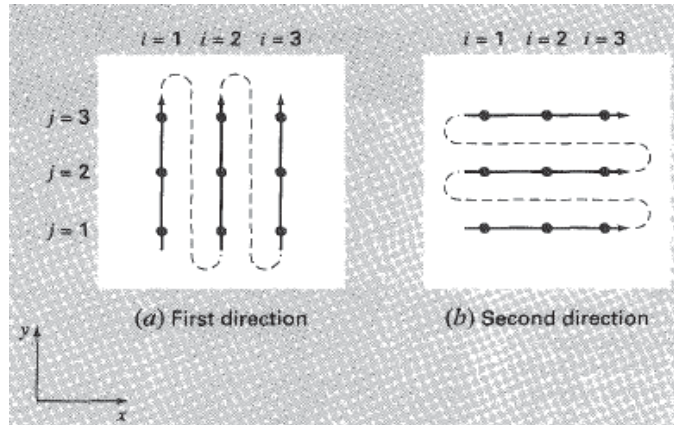 i = 1 i = 2 i = 3
i = 1 i = 2 i = 3
j = 3
j = 2
j = 1
(a) First direction
(b) Second direction
y
x